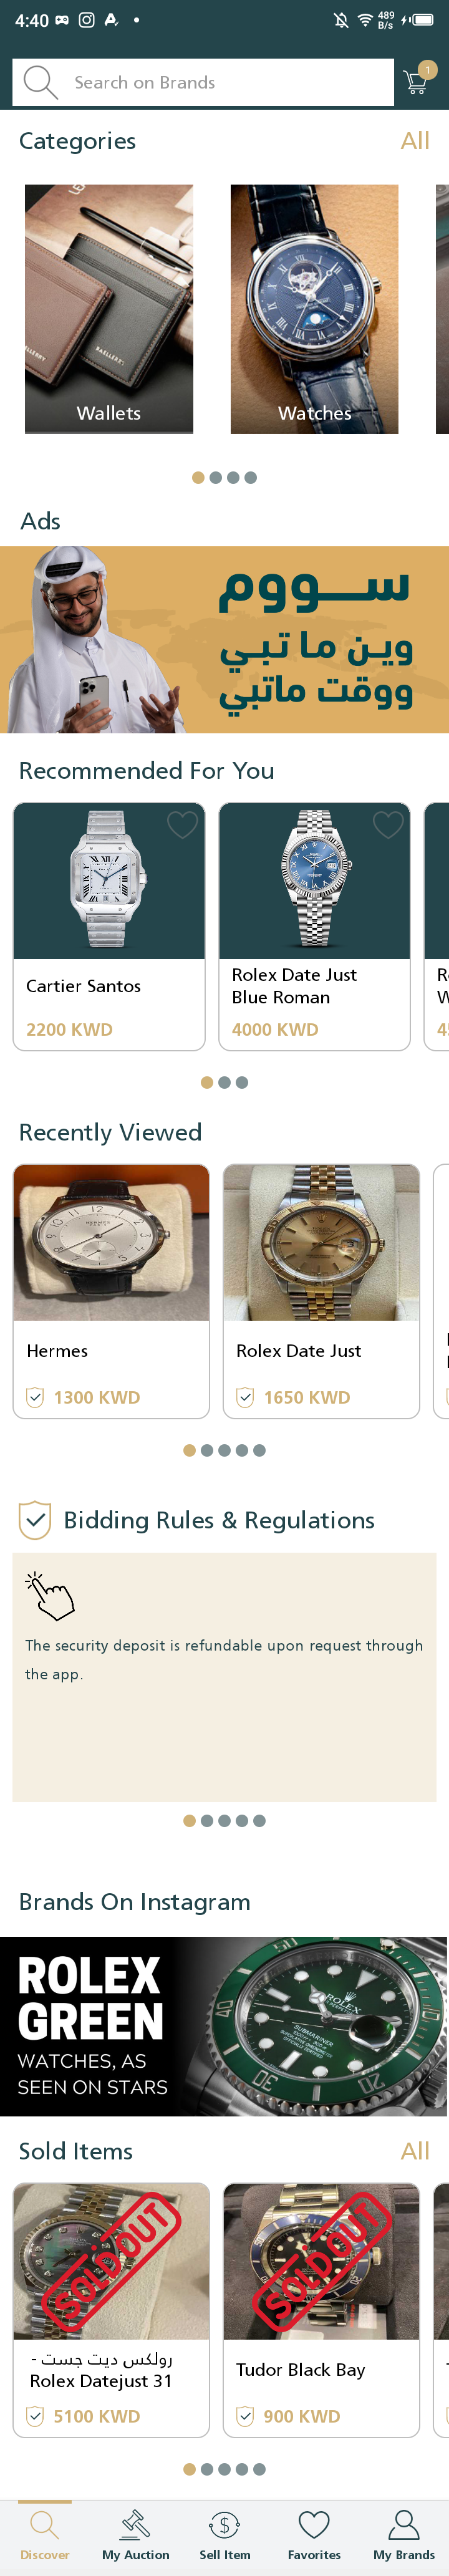 4:40
489
B/s
Search on Brands
1
Categories
All
BAELLERRY
Wallets
Watches
Ads
ســووم
وين ما تبي
ووقت ماتبي
Recommended For You
Cartier Santos
2200 KWD
Rolex Date Just
Blue Roman
4000 KWD
Recently Viewed
Hermes
1300 KWD
Rolex Date Just
1650 KWD
Bidding Rules & Regulations
The security deposit is refundable upon request through
the app.
Brands On Instagram
ROLEX
GREEN
WATCHES, AS
SEEN ON STARS
ROLEX
SUBMARINER
Sold Items
All
SOLD OUT
SOLD OUT
رولكس ديت جست -
Rolex Datejust 31
5100 KWD
Tudor Black Bay
900 KWD
Discover
My Auction
Sell Item
Favorites
My Brands